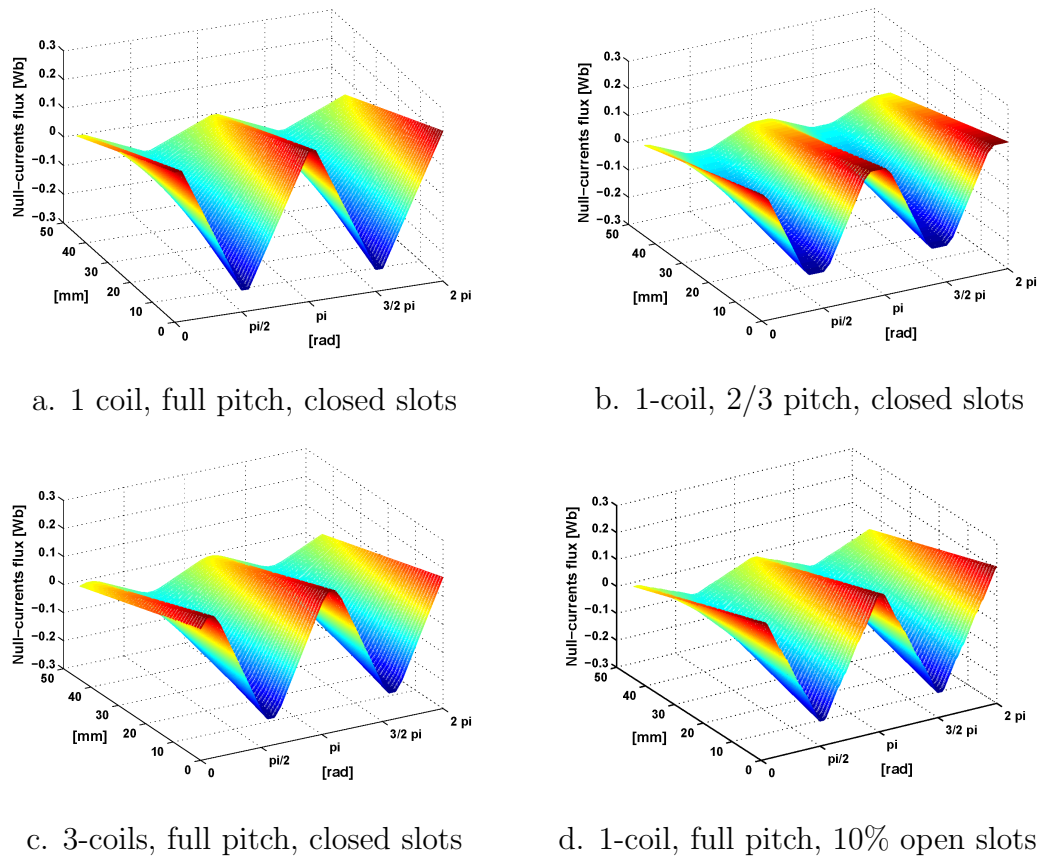 Null−currents flux [Wb]
0.3
0.2
0.1
0
−0.1
−0.2
−0.3
50
40
30
20
10
0
[mm]
0
pi/2
pi
3/2 pi
2 pi
[rad]
a. 1 coil, full pitch, closed slots
Null−currents flux [Wb]
0.3
0.2
0.1
0
−0.1
−0.2
−0.3
50
40
30
20
10
0
[mm]
0
pi/2
pi
3/2 pi
2 pi
[rad]
b. 1-coil, 2/3 pitch, closed slots
Null−currents flux [Wb]
0.3
0.2
0.1
0
−0.1
−0.2
−0.3
50
40
30
20
10
0
[mm]
0
pi/2
pi
3/2 pi
2 pi
[rad]
c. 3-coils, full pitch, closed slots
Null−currents flux [Wb]
0.3
0.2
0.1
0
−0.1
−0.2
−0.3
50
40
30
20
10
0
[mm]
0
pi/2
pi
3/2 pi
2 pi
[rad]
d. 1-coil, full pitch, 10% open slots